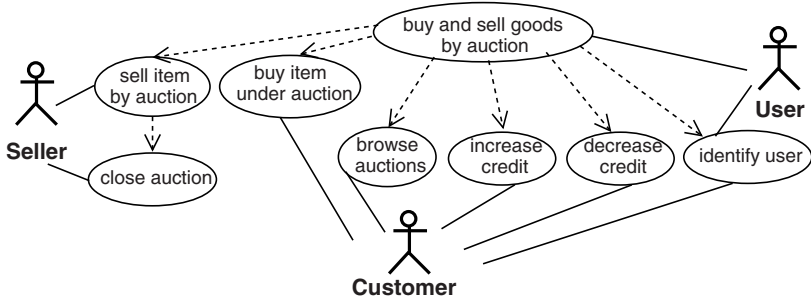 buy and sell goods
by auction
sell item
by auction
buy item
under auction
User
Seller
browse
auctions
increase
credit
decrease
credit
identify user
close auction
Customer